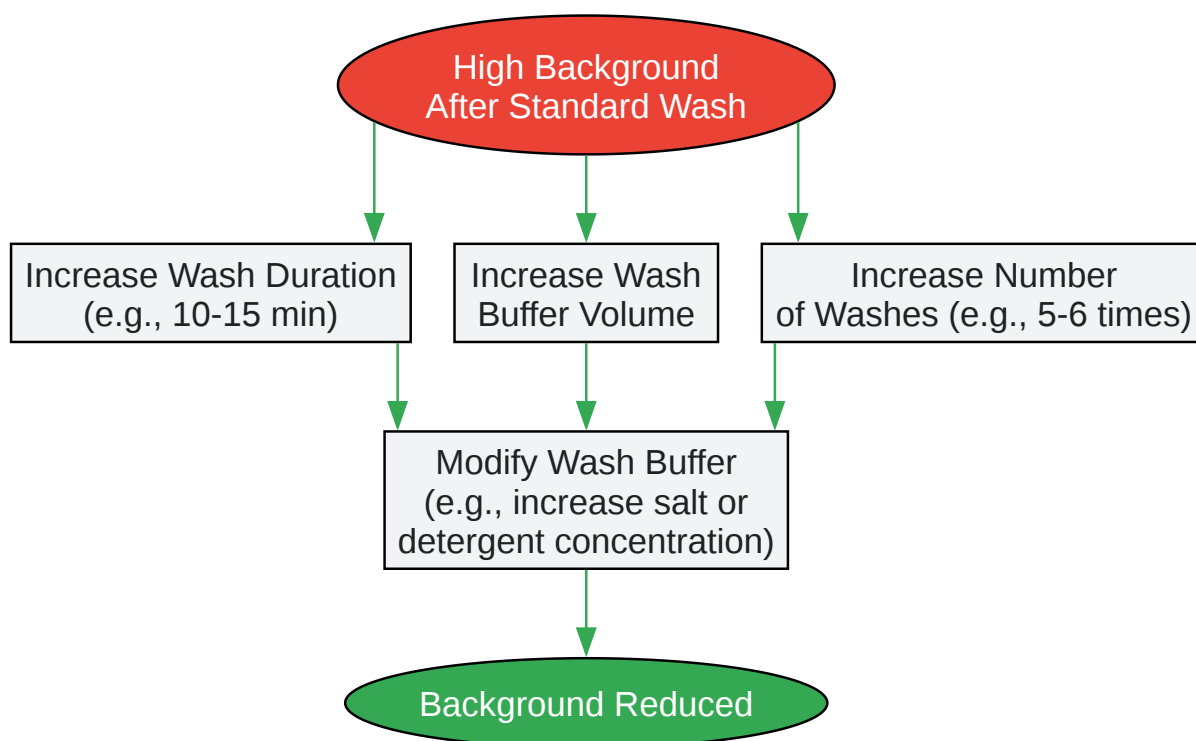 High Background
After Standard Wash
Increase Wash Duration
(e.g., 10-15 min)
Increase Wash
Buffer Volume
Increase Number
of Washes (e.g., 5-6 times)
Modify Wash Buffer
(e.g., increase salt or
detergent concentration)
Background Reduced